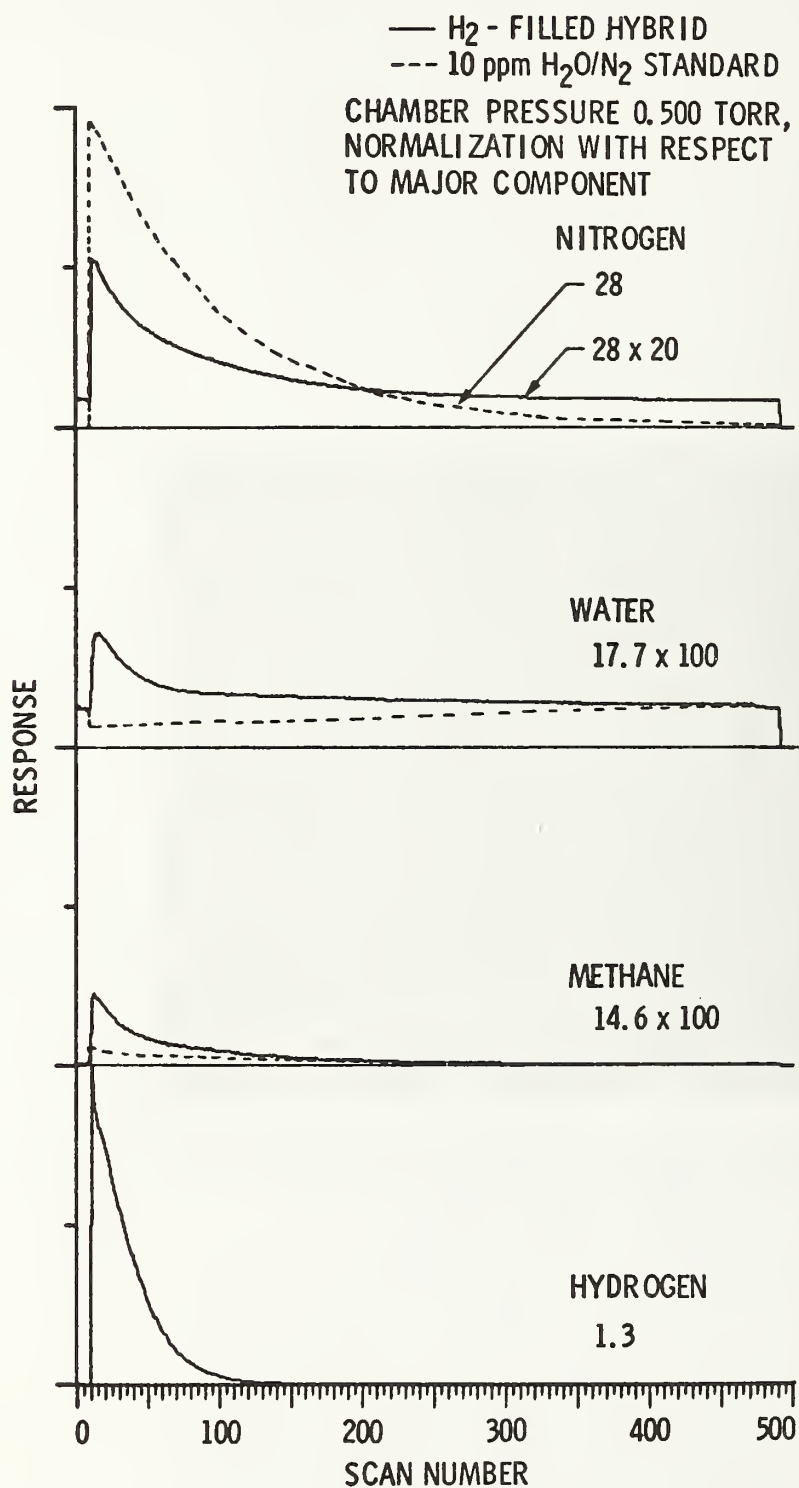 — H2 - FILLED HYBRID
--- 10 ppm H2O/N2 STANDARD
CHAMBER PRESSURE 0.500 TORR,
NORMALIZATION WITH RESPECT
TO MAJOR COMPONENT
NITROGEN
28
28 x 20
WATER
17.7 x 100
METHANE
14.6 x 100
HYDROGEN
1.3
RESPONSE
0 100 200 300 400 500
SCAN NUMBER